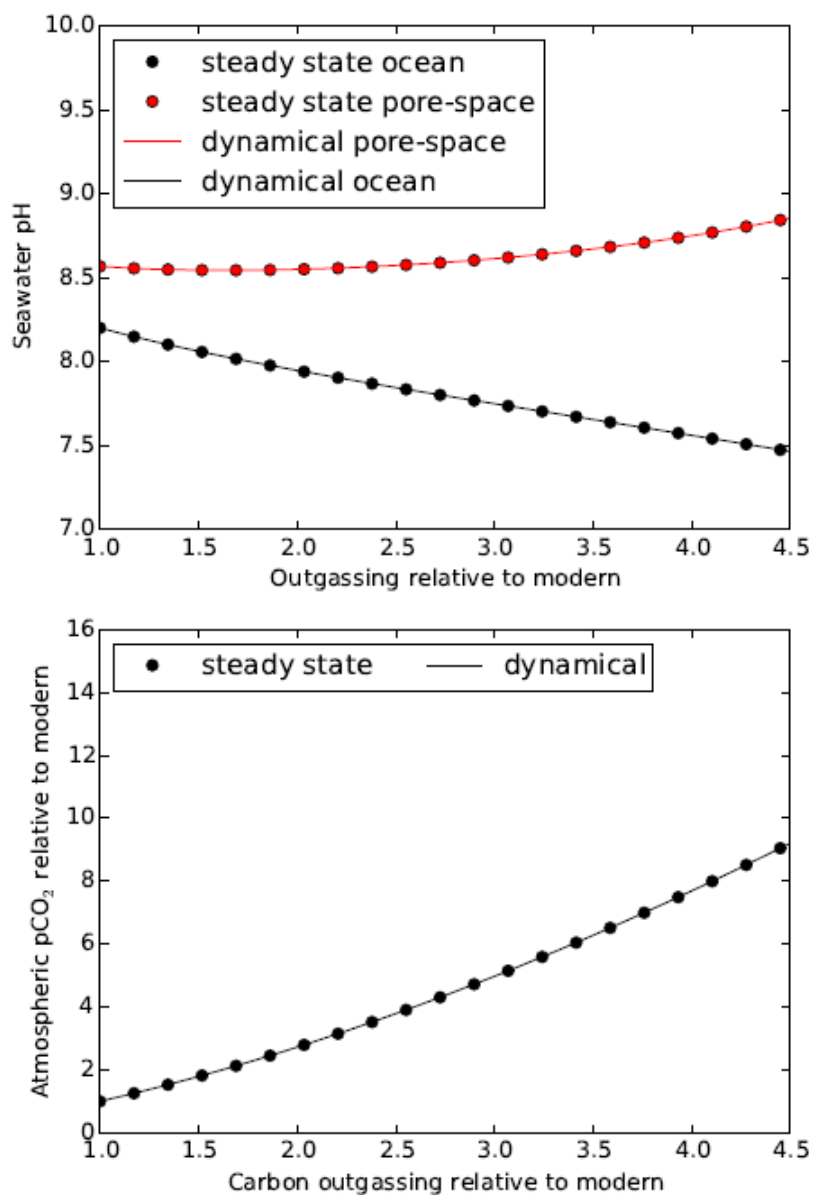 10.0
9.5
9.0
8.5
8.0
7.5
7.0
Seawater pH
steady state ocean
steady state pore-space
dynamical pore-space
dynamical ocean
1.0 1.5 2.0 2.5 3.0 3.5 4.0 4.5
Outgassing relative to modern
16
14
12
10
8
6
4
2
0
Atmospheric pCO₂ relative to modern
steady state dynamical
1.0 1.5 2.0 2.5 3.0 3.5 4.0 4.5
Carbon outgassing relative to modern